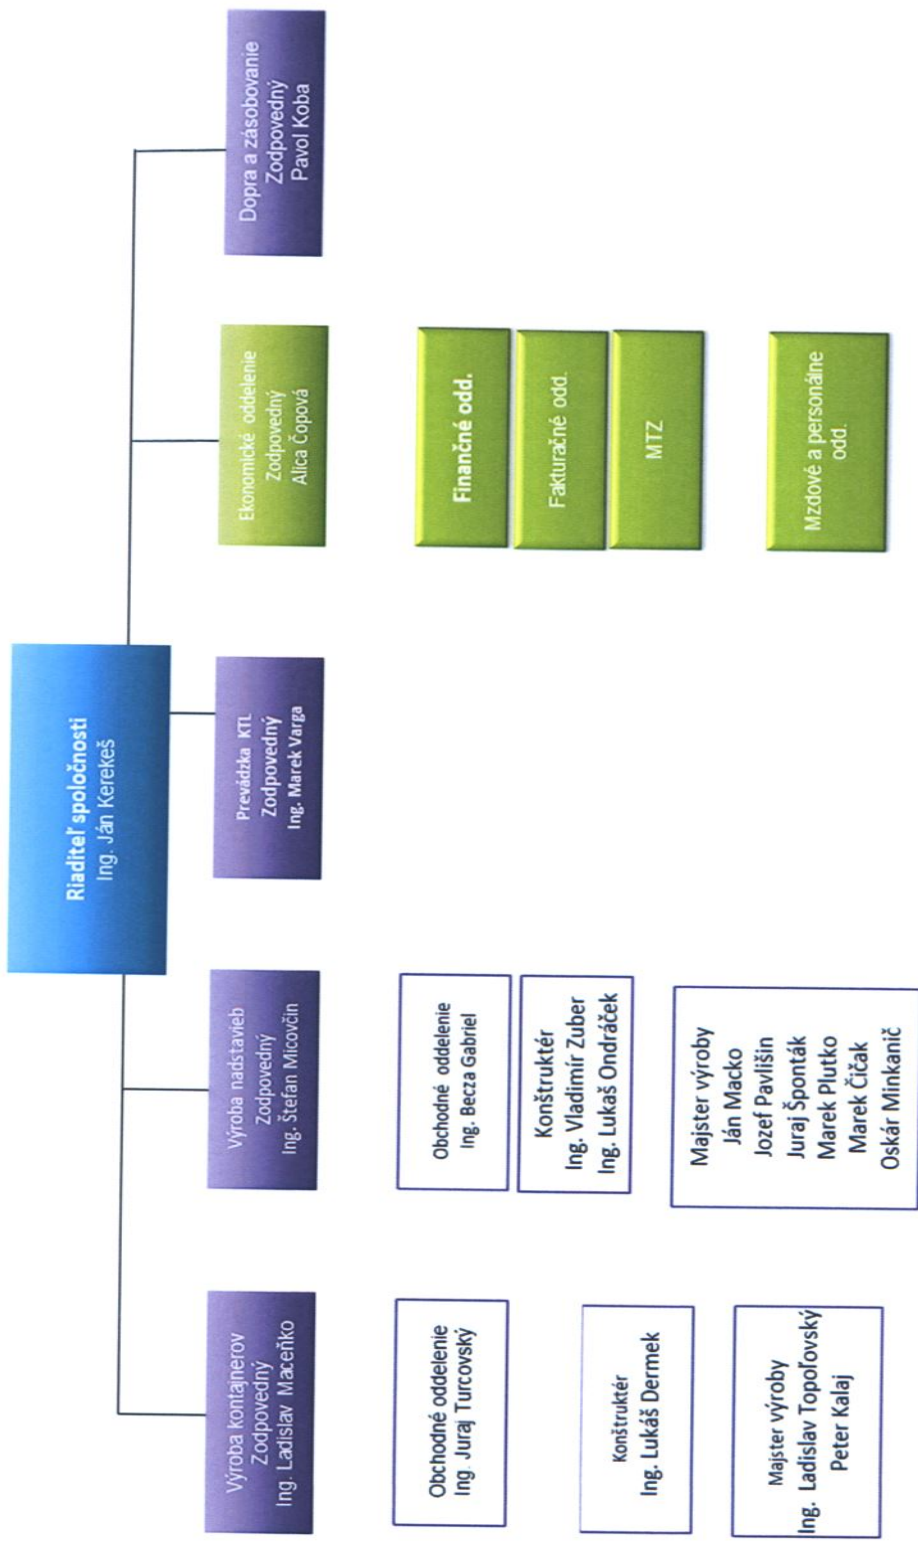 Riaditeľ spoločnosti
Ing. Ján Kerekeš
Výroba kontajnerov
Zodpovedný
Ing. Ladislav Maceňko
Výroba nadstavieb
Zodpovedný
Ing. Štefan Micovčin
Prevádzka KTL
Zodpovedný
Ing. Marek Varga
Ekonomické oddelenie
Zodpovedný
Alica Čopová
Dopra a zásobovanie
Zodpovedný
Pavol Koba
Obchodné oddelenie
Ing. Juraj Turcovský
Konštruktér
Ing. Lukáš Dermek
Majster výroby
Ing. Ladislav Topoľovský
Peter Kalaj
Obchodné oddelenie
Ing. Becza Gabriel
Konštruktér
Ing. Vladimír Zuber
Ing. Lukaš Ondráček
Majster výroby
Ján Macko
Jozef Pavlišin
Juraj Šponták
Marek Plutko
Marek Čičak
Oskár Minkanič
Finančné odd.
Fakturačné odd.
MTZ
Mzdové a personálne
odd.